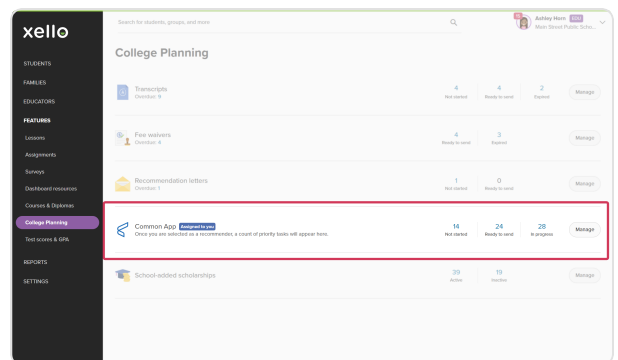 xello
Search for students, groups, and more
Ashley Horn EDU
Main Street Public Scho...
STUDENTS
FAMILIES
EDUCATORS
FEATURES
Lessons
Assignments
Surveys
Dashboard resources
Courses & Diplomas
College Planning
Test scores & GPA
REPORTS
SETTINGS
College Planning
Transcripts
Overdue: 9
4 Not started
4 Ready to send
2 Expired
Manage
Fee waivers
4 Ready to send
3 Expired
Manage
Recommendation letters
Overdue: 1
1 Not started
0 Ready to send
Manage
Common App Assigned to you
Once you are selected as a recommender, a count of priority tasks will appear here.
14 Not started
24 Ready to send
28 In progress
Manage
School-added scholarships
39 Active
19 Inactive
Manage